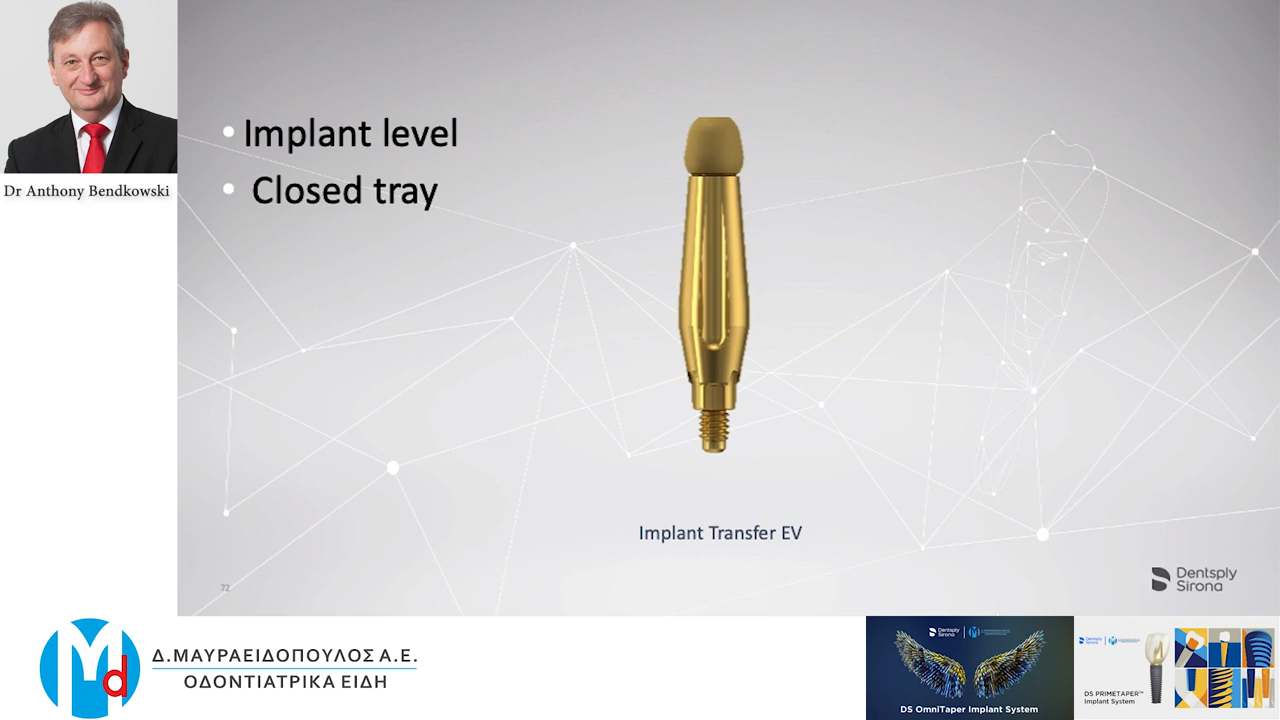 Implant level
Closed tray
Dr Anthony Bendkowski
Implant Transfer EV
72
Dentsply
Sirona
Md
Δ.ΜΑΥΡΑΕΙΔΟΠΟΥΛΟΣ Α.Ε.
ΟΔΟΝΤΙΑΤΡΙΚΑ ΕΙΔΗ
Dentsply
Sirona
DS OmniTaper Implant System
Dentsply
Sirona
DS PRIMETAPER™
Implant System